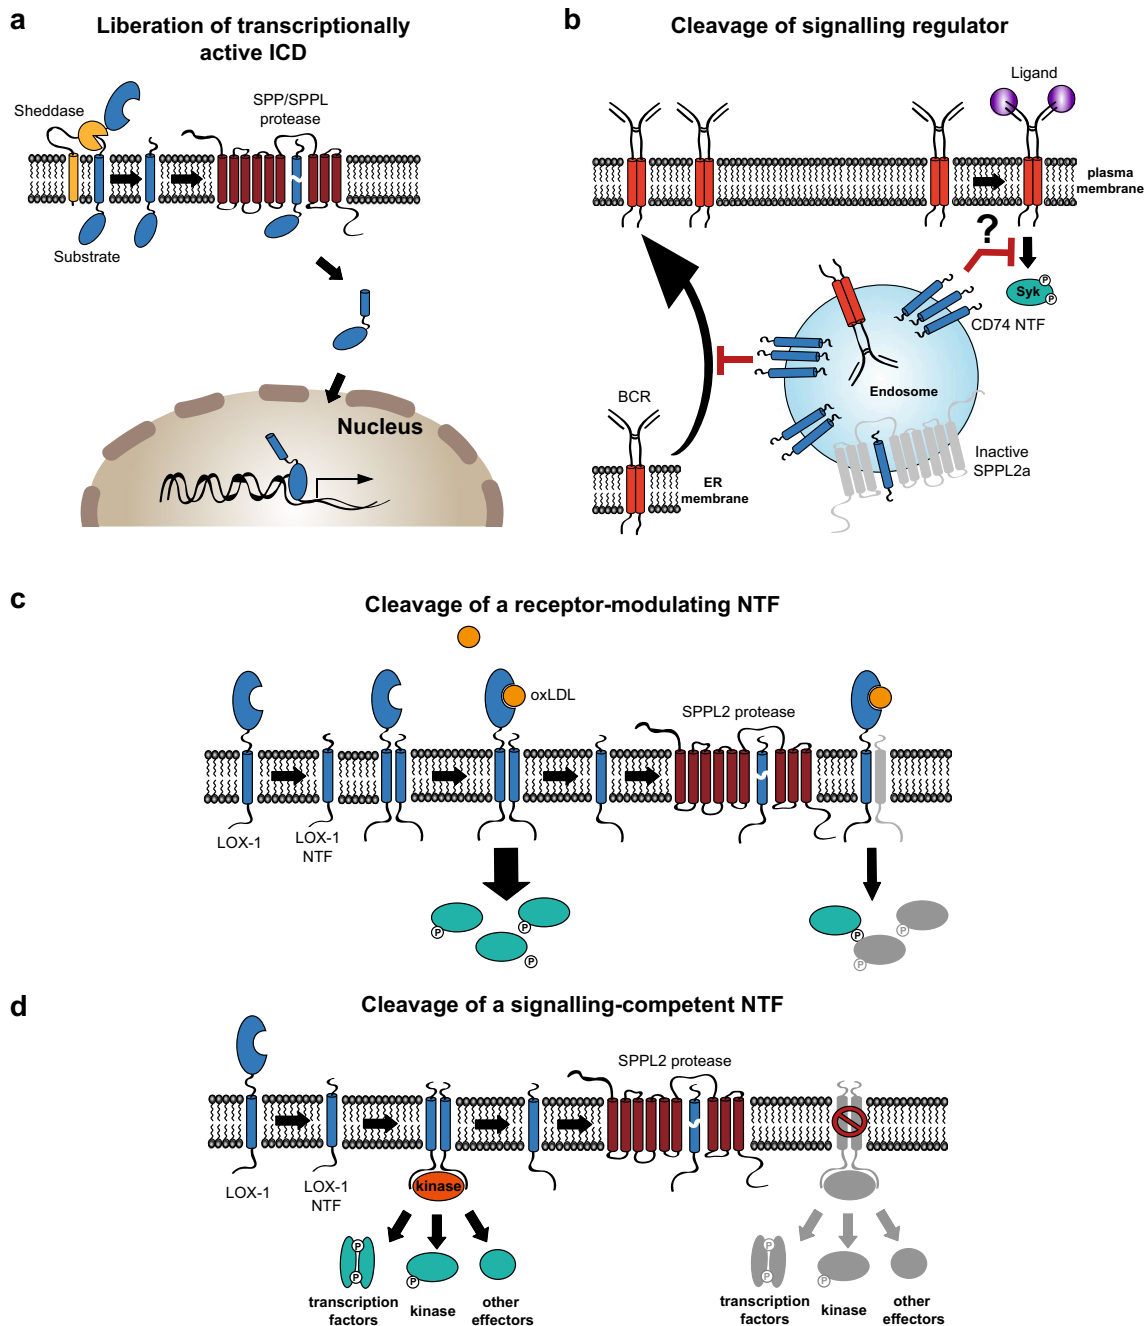 a
Liberation of transcriptionally
active ICD
Sheddase
SPP/SPPL
protease
Substrate
Nucleus
b
Cleavage of signalling regulator
Ligand
plasma
membrane
?
P
Syk
P
CD74 NTF
Endosome
BCR
Inactive
SPPL2a
ER
membrane
c
Cleavage of a receptor-modulating NTF
oxLDL
SPPL2 protease
LOX-1
LOX-1
NTF
P
P
P
P
P
P
d
Cleavage of a signalling-competent NTF
SPPL2 protease
LOX-1
LOX-1
NTF
kinase
P
P
P
transcription
factors
kinase
other
effectors
P
P
P
transcription
factors
kinase
other
effectors